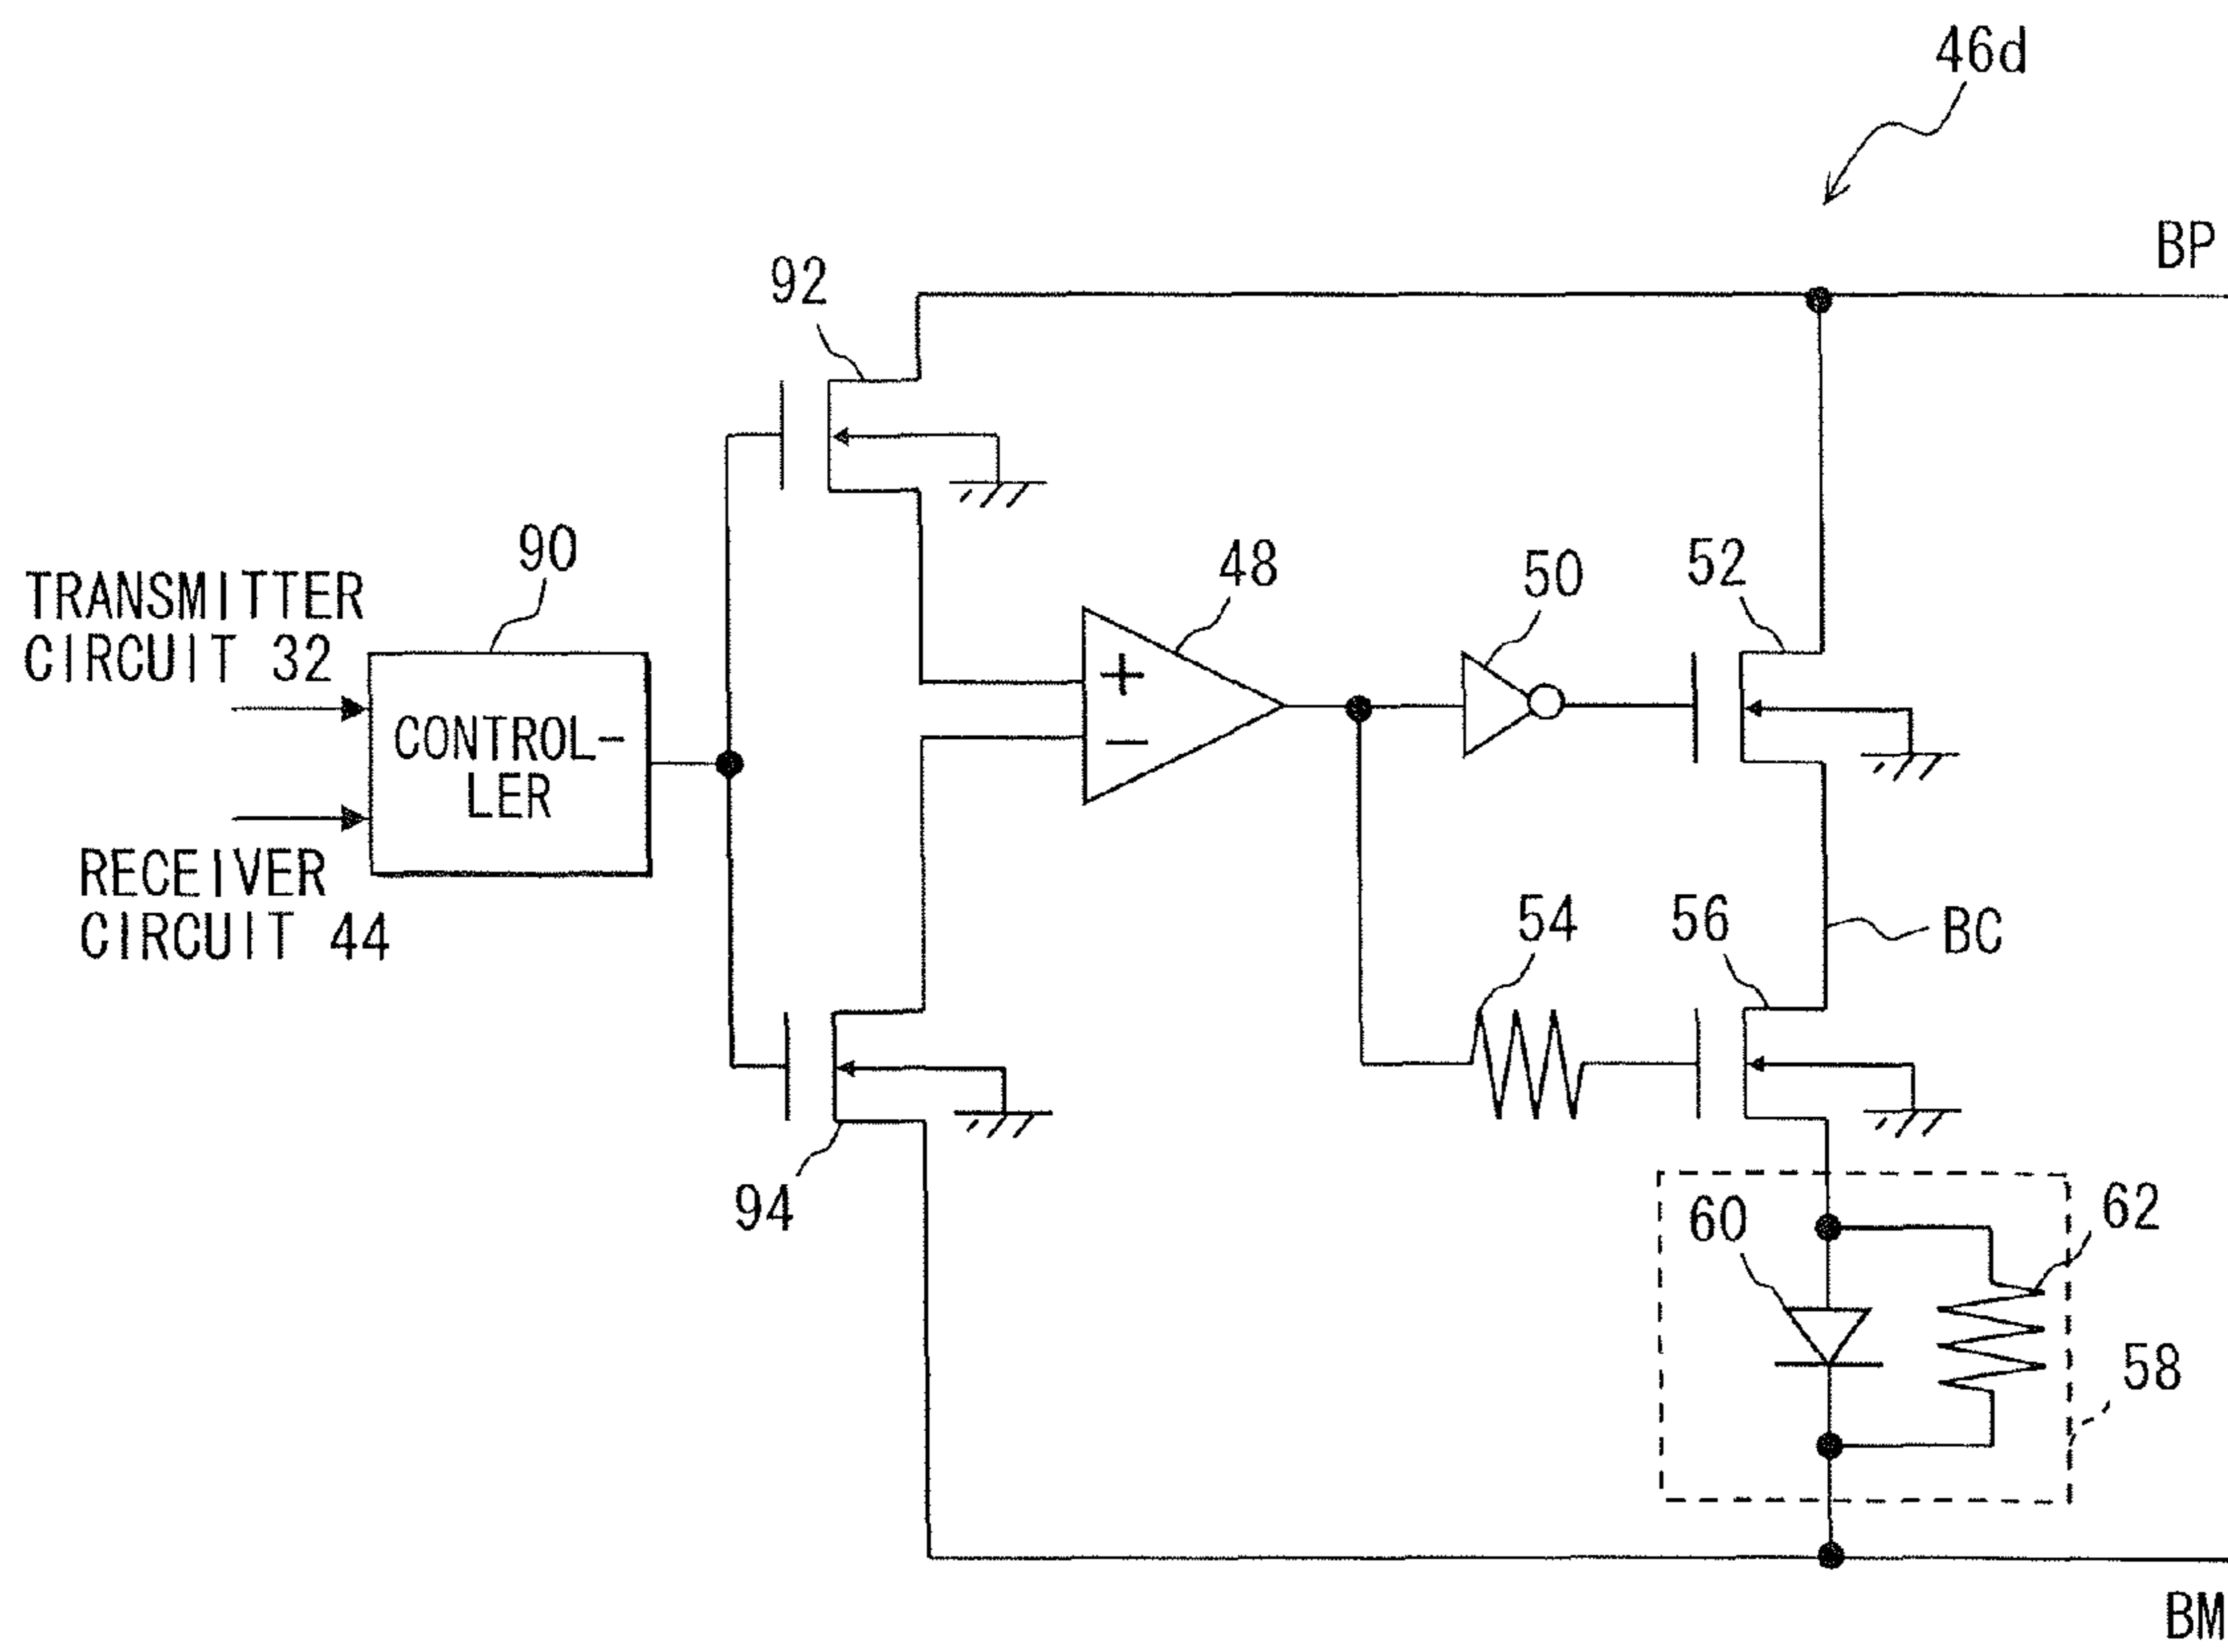 46d
BP
92
90
TRANSMITTER
CIRCUIT 32
48
50
52
+
−
CONTROL-
LER
RECEIVER
CIRCUIT 44
54
56
BC
94
60
62
58
BM